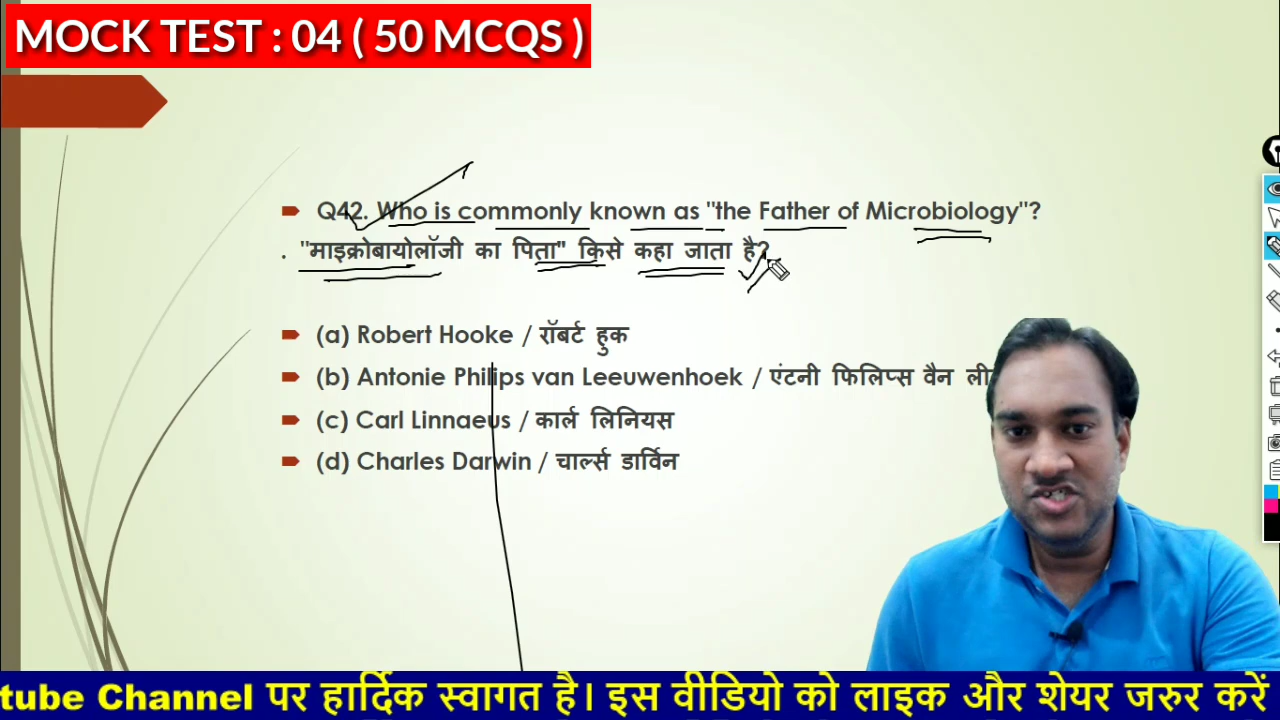 MOCK TEST : 04 ( 50 MCQS )
Q42. Who is commonly known as "the Father of Microbiology"?
. "माइक्रोबायोलॉजी का पिता" किसे कहा जाता है?
(a) Robert Hooke / रॉबर्ट हुक
(b) Antonie Philips van Leeuwenhoek / एंटनी फिलिप्स वैन
(c) Carl Linnaeus / कार्ल लिनियस
(d) Charles Darwin / चार्ल्स डार्विन
tube Channel पर हार्दिक स्वागत है। इस वीडियो को लाइक और शेयर जरुर करें